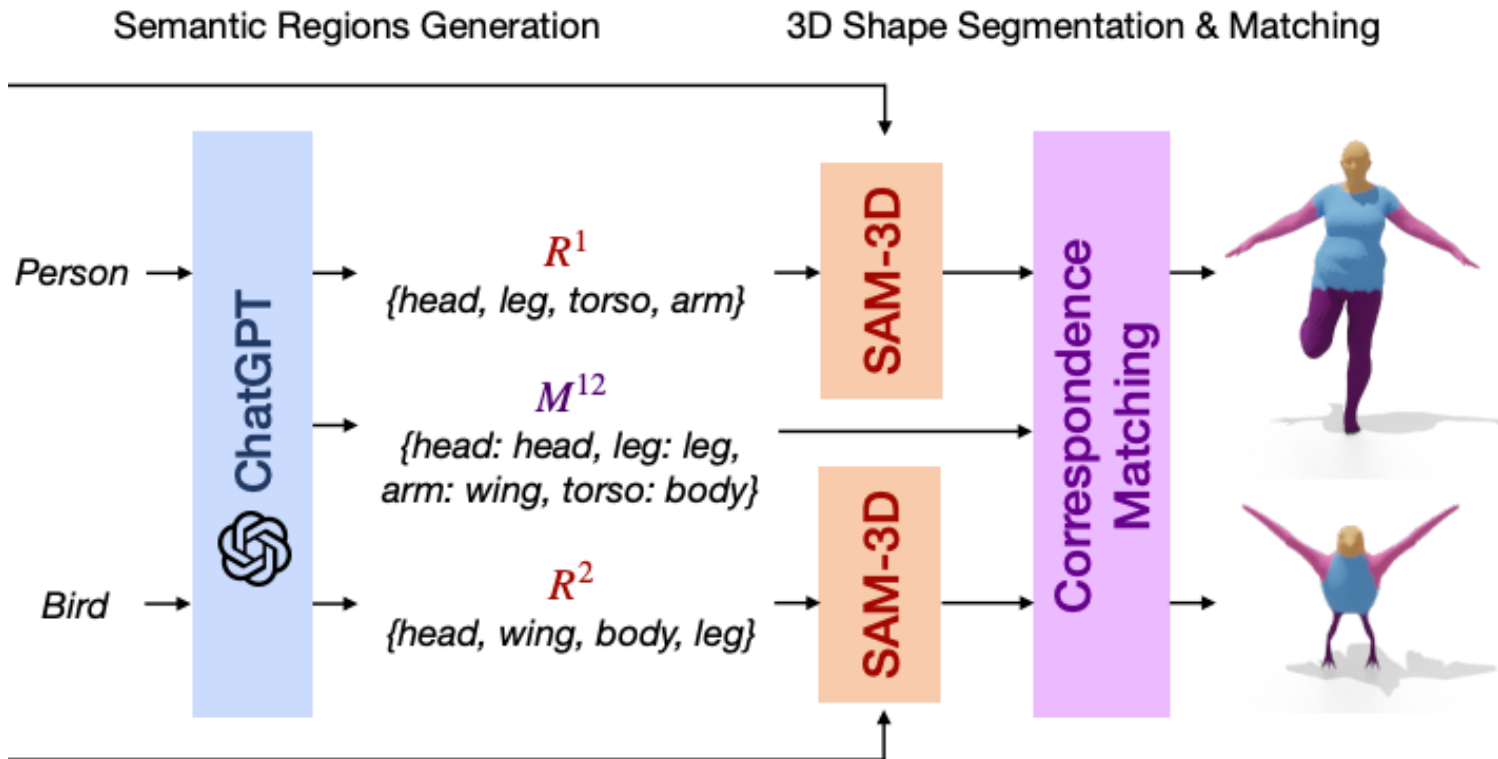 Semantic Regions Generation
3D Shape Segmentation & Matching
Person
ChatGPT
R¹
{head, leg, torso, arm}
SAM-3D
M¹²
{head: head, leg: leg,
arm: wing, torso: body}
Correspondence
Matching
Bird
R²
{head, wing, body, leg}
SAM-3D